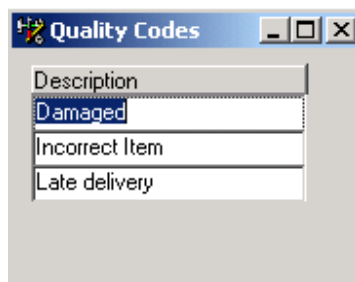 Quality Codes
Description
Damaged
Incorrect Item
Late delivery